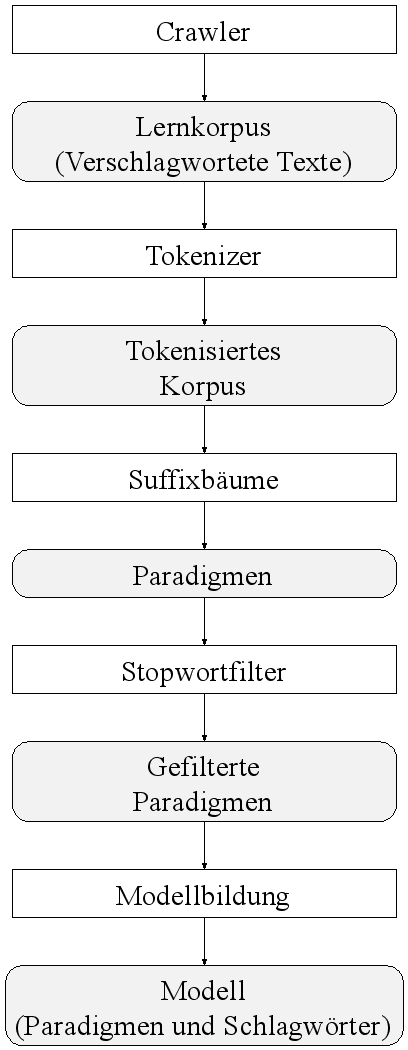 Crawler
Lernkorpus
(Verschlagwortete Texte)
Tokenizer
Tokenisiertes
Korpus
Suffixbäume
Paradigmen
Stopwortfilter
Gefilterte
Paradigmen
Modellbildung
Modell
(Paradigmen und Schlagwörter)